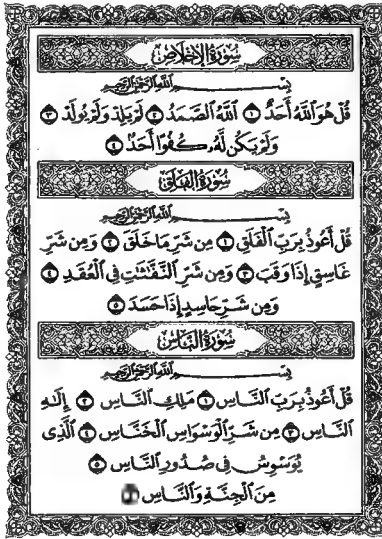 سُورَةُ الإِخْلَاصِ
بِسْمِ اللَّهِ الرَّحْمَٰنِ الرَّحِيمِ
قُلْ هُوَ اللَّهُ أَحَدٌ ١ اللَّهُ الصَّمَدُ ٢ لَمْ يَلِدْ وَلَمْ يُولَدْ ٣
وَلَمْ يَكُن لَّهُ كُفُوًا أَحَدٌ ٤
سُورَةُ الْفَلَقِ
بِسْمِ اللَّهِ الرَّحْمَٰنِ الرَّحِيمِ
قُلْ أَعُوذُ بِرَبِّ الْفَلَقِ ١ مِن شَرِّ مَا خَلَقَ ٢ وَمِن شَرِّ
غَاسِقٍ إِذَا وَقَبَ ٣ وَمِن شَرِّ النَّفَّاثَاتِ فِي الْعُقَدِ ٤
وَمِن شَرِّ حَاسِدٍ إِذَا حَسَدَ ٥
سُورَةُ النَّاسِ
بِسْمِ اللَّهِ الرَّحْمَٰنِ الرَّحِيمِ
قُلْ أَعُوذُ بِرَبِّ النَّاسِ ١ مَلِكِ النَّاسِ ٢ إِلَٰهِ
النَّاسِ ٣ مِن شَرِّ الْوَسْوَاسِ الْخَنَّاسِ ٤ الَّذِي
يُوَسْوِسُ فِي صُدُورِ النَّاسِ ٥
مِنَ الْجِنَّةِ وَالنَّاسِ